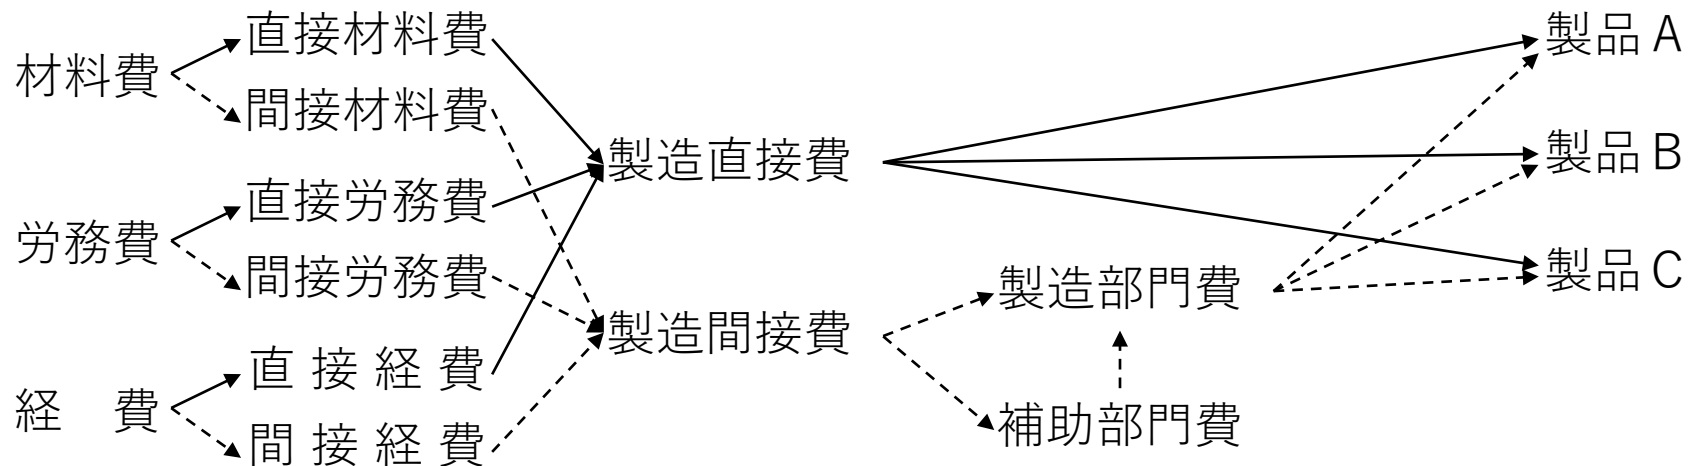 材料費
直接材料費
間接材料費
労務費
直接労務費
間接労務費
経　費
直 接 経 費
間 接 経 費
製造直接費
製造間接費
製造部門費
補助部門費
製品 A
製品 B
製品 C